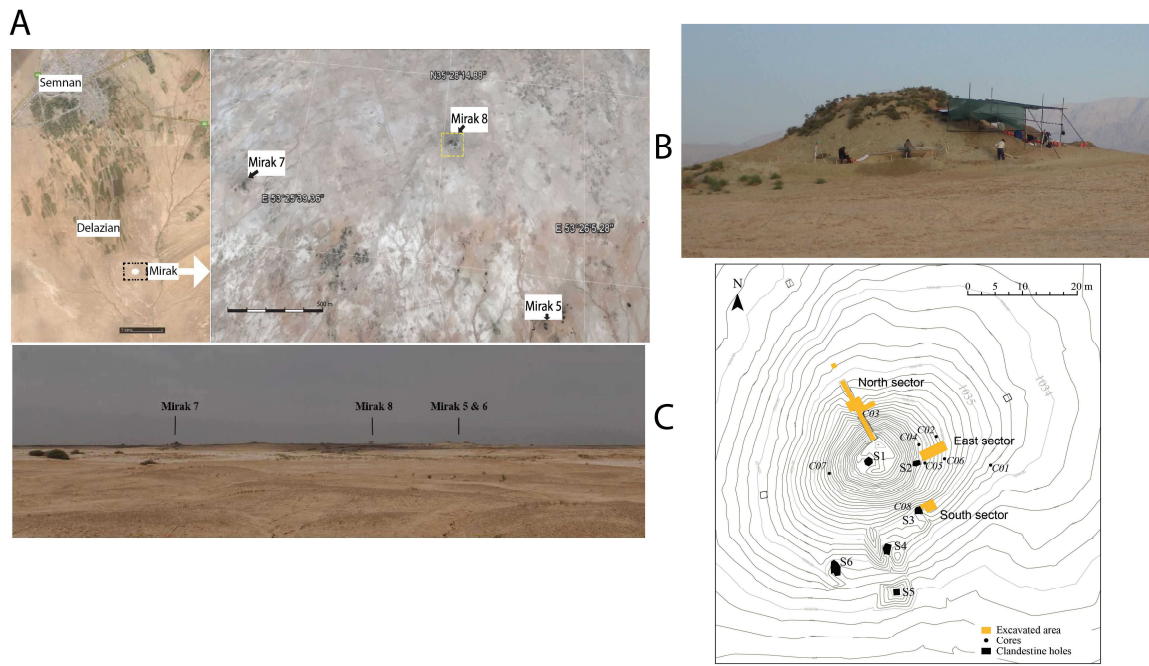 A
Semnan
Delazian
Mirak
N35°26'14.88"
Mirak 8
Mirak 7
E 53°25'39.36"
E 53°26'5.28"
500 m
Mirak 5
Mirak 7
Mirak 8
Mirak 5 & 6
B
C
N
0 5 10 20 m
1034
1035
North sector
C03
C02
C04
East sector
S1
S2
C05
C06
C01
C07
C08
S3
South sector
S4
S6
S5
Excavated area
Cores
Clandestine holes